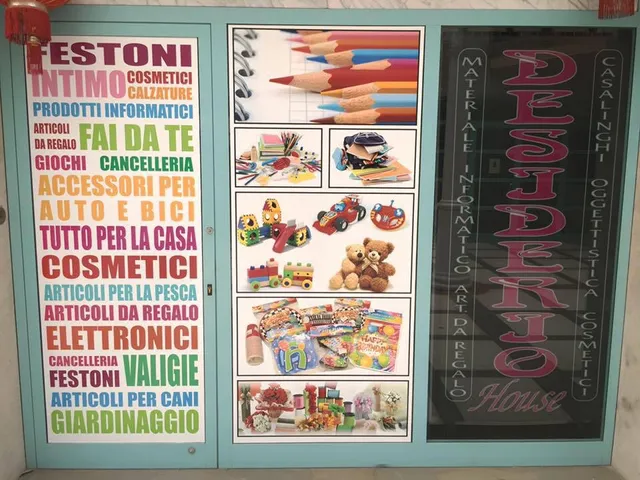 FESTONI
INTIMO COSMETICI
CALZATURE
PRODOTTI INFORMATICI
ARTICOLI
DA REGALO
FAI DA TE
GIOCHI CANCELLERIA
ACCESSORI PER
AUTO E BICI
TUTTO PER LA CASA
COSMETICI
ARTICOLI PER LA PESCA
ARTICOLI DA REGALO
ELETTRONICI
CANCELLERIA
FESTONI
VALIGIE
ARTICOLI PER CANI
GIARDINAGGIO
MATERIALE INFORMATICO ART. DA REGALO
DESIDERIO
House
CASALINGHI OGGETTISTICA COSMETICI